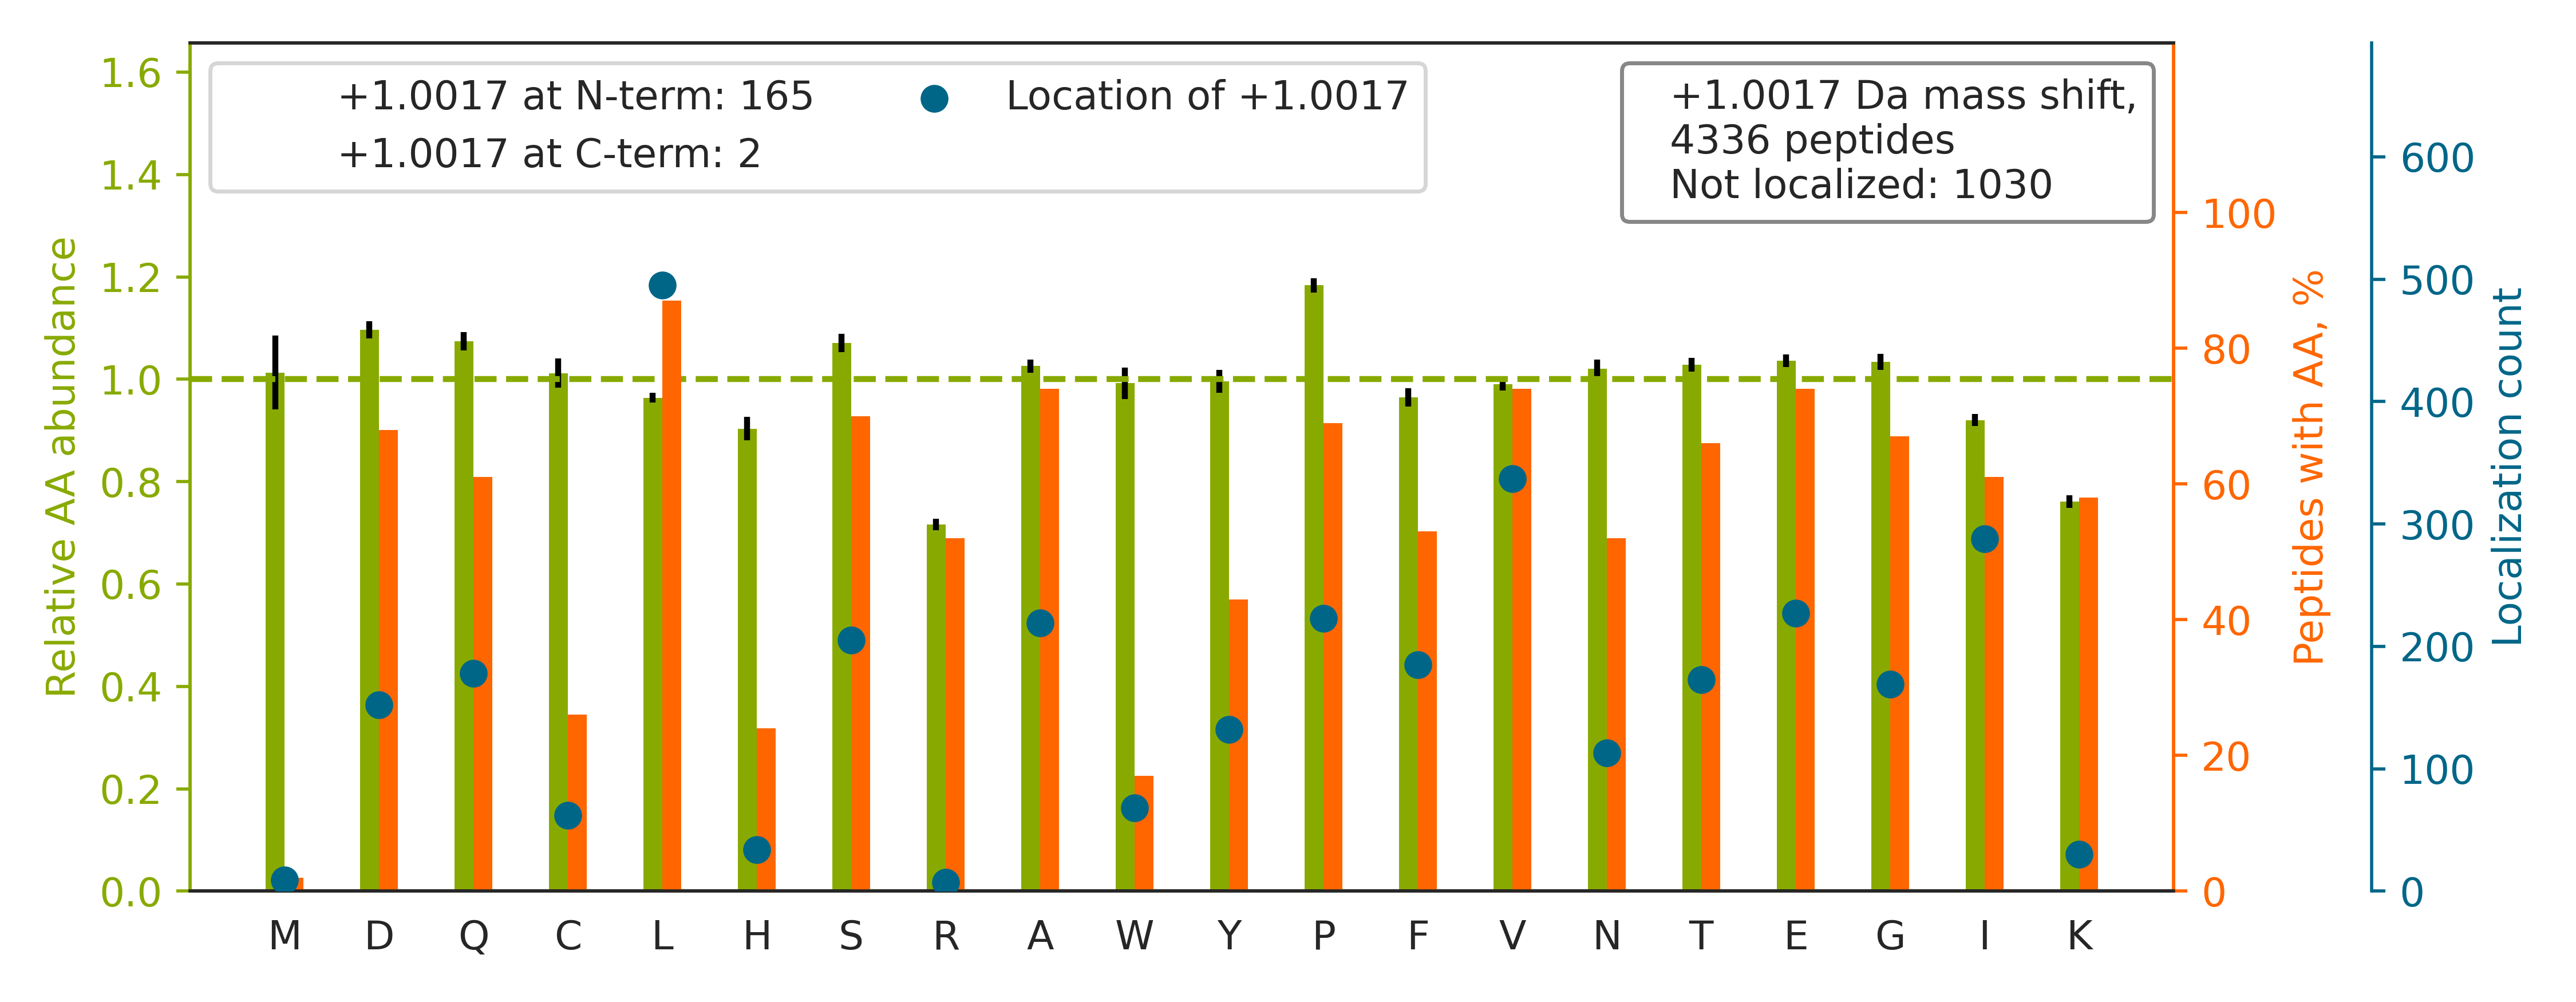 +1.0017 at N-term: 165
+1.0017 at C-term: 2
Location of +1.0017
+1.0017 Da mass shift,
4336 peptides
Not localized: 1030
Relative AA abundance
1.6
1.4
1.2
1.0
0.8
0.6
0.4
0.2
0.0
M D Q C L H S R A W Y P F V N T E G I K
100
80
60
40
20
0
Peptides with AA, %
600
500
400
300
200
100
0
Localization count